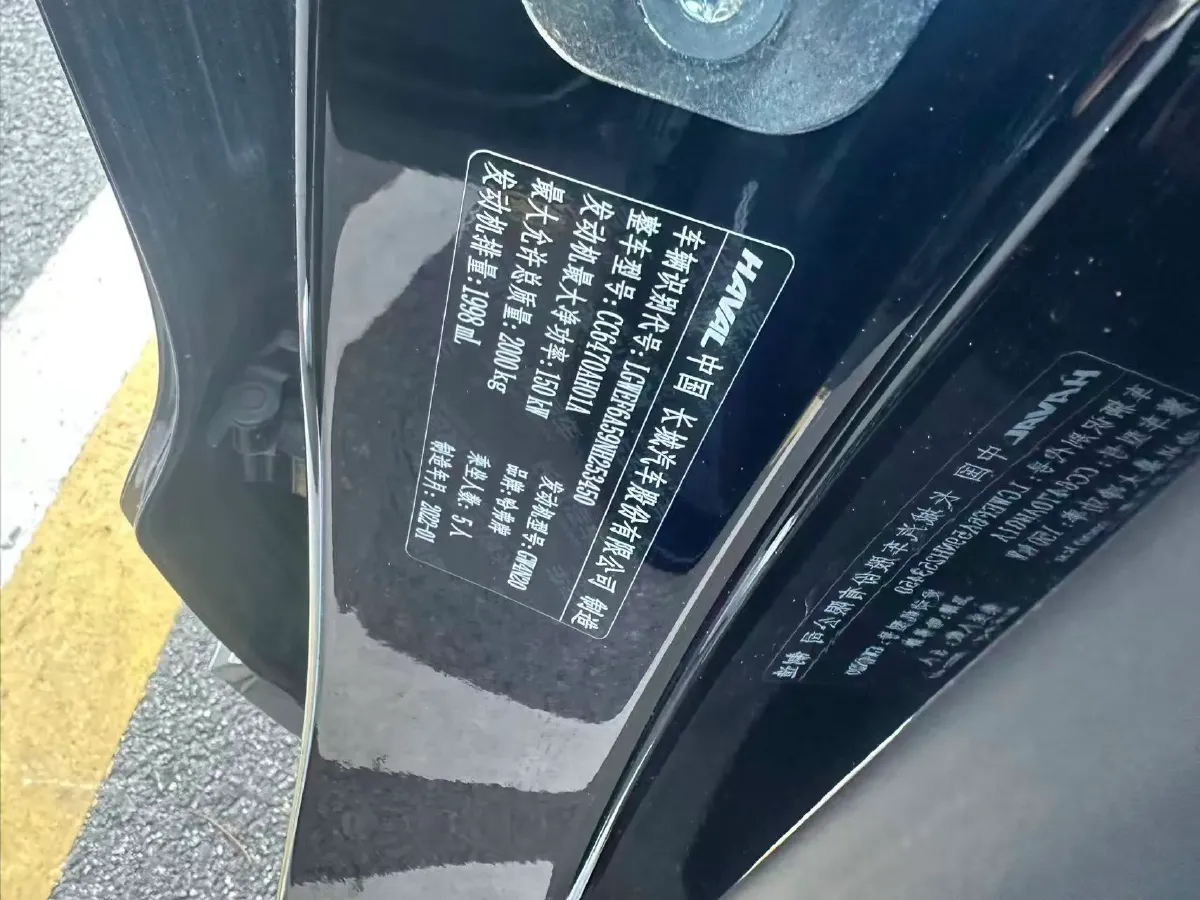 HAVAL 中国 长城汽车股份有限公司 制造
车辆识别代号:LGWEF6A59NH253450
整车型号:CC6470AH01A
发动机型号:GW4N20
发动机最大净功率:150 kW
品牌:哈弗牌
最大允许总质量:2000 kg
乘坐人数:5人
发动机排量:1998 mL
制造年月:2022-01